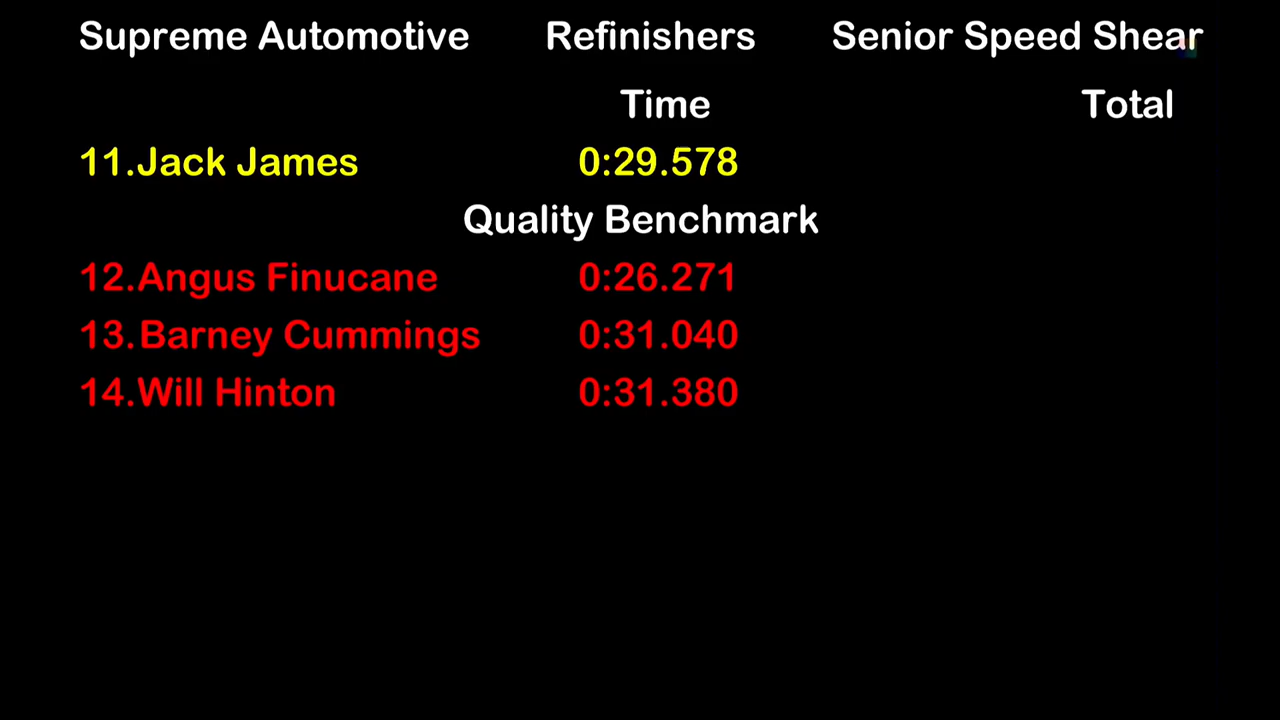 Supreme Automotive Refinishers Senior Speed Shear
Time Total
11.Jack James 0:29.578
Quality Benchmark
12.Angus Finucane 0:26.271
13.Barney Cummings 0:31.040
14.Will Hinton 0:31.380